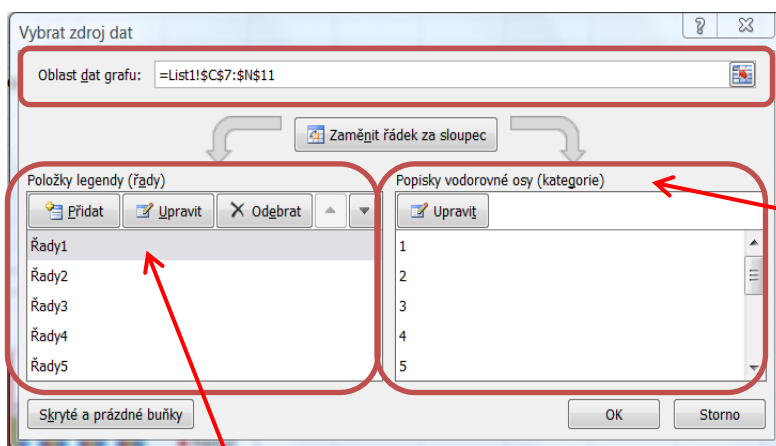 Vybrat zdroj dat
Oblast dat grafu: =List1!$C$7:$N$11
Zaměnit řádek za sloupec
Položky legendy (řady)
Přidat Upravit Odebrat
Řady1
Řady2
Řady3
Řady4
Řady5
Popisky vodorovné osy (kategorie)
Upravit
1
2
3
4
5
Skryté a prázdné buňky
OK Storno